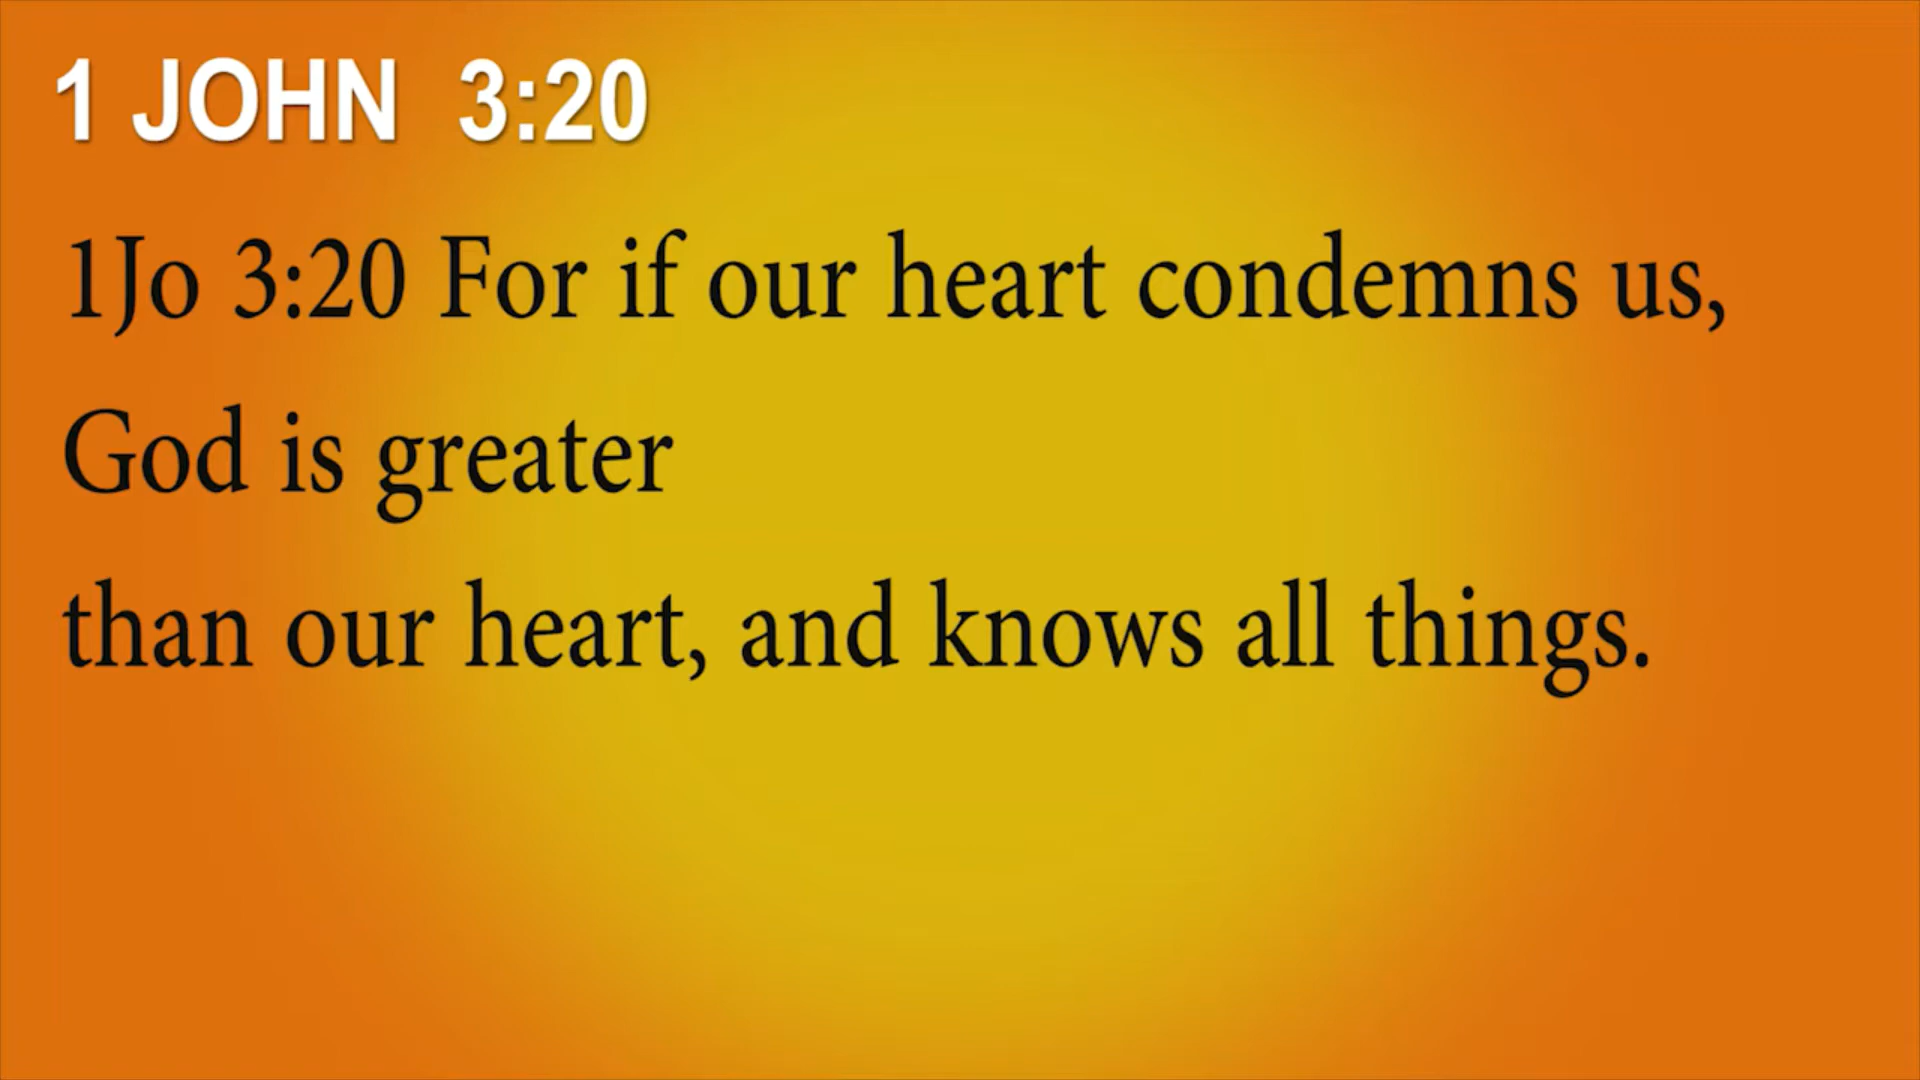 1 JOHN 3:20
1Jo 3:20 For if our heart condemns us,
God is greater
than our heart, and knows all things.